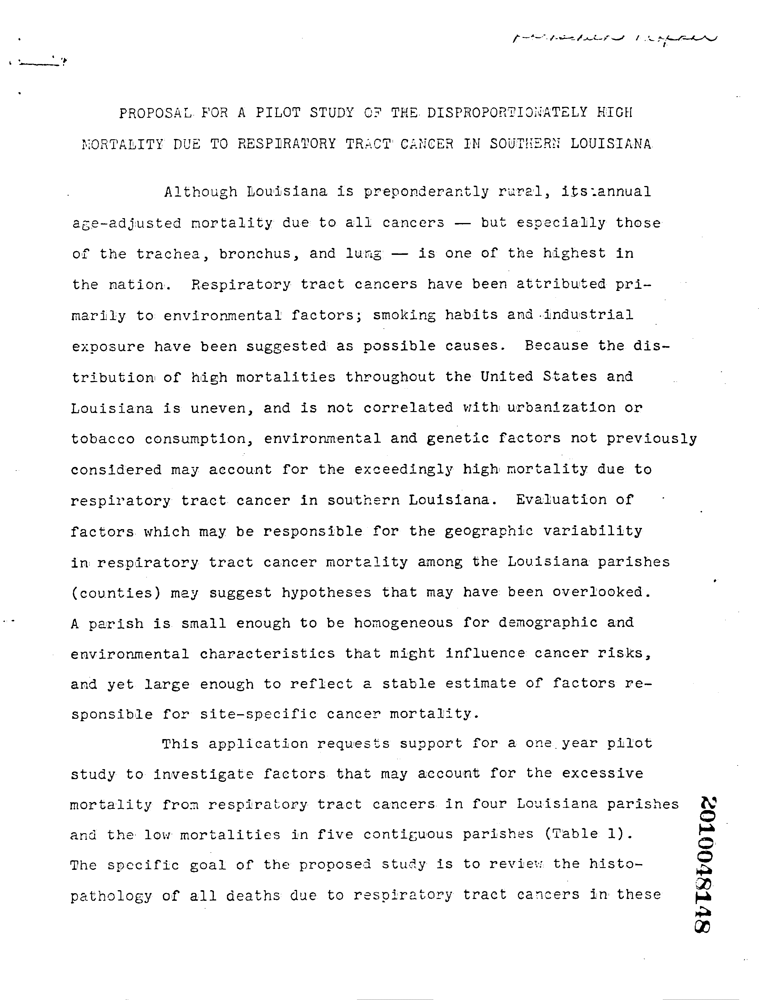 PROPOSAL FOR A PILOT STUDY OF THE DISPROPORTIONATELY HIGH
MORTALITY DUE TO RESPIRATORY TRACT CANCER IN SOUTHERN LOUISIANA
Although Louisiana is preponderantly rural, its annual
age-adjusted mortality due to all cancers — but especially those
of the trachea, bronchus, and lung — is one of the highest in
the nation. Respiratory tract cancers have been attributed pri-
marily to environmental factors; smoking habits and industrial
exposure have been suggested as possible causes. Because the dis-
tribution of high mortalities throughout the United States and
Louisiana is uneven, and is not correlated with urbanization or
tobacco consumption, environmental and genetic factors not previously
considered may account for the exceedingly high mortality due to
respiratory tract cancer in southern Louisiana. Evaluation of
factors which may be responsible for the geographic variability
in respiratory tract cancer mortality among the Louisiana parishes
(counties) may suggest hypotheses that may have been overlooked.
A parish is small enough to be homogeneous for demographic and
environmental characteristics that might influence cancer risks,
and yet large enough to reflect a stable estimate of factors re-
sponsible for site-specific cancer mortality.
This application requests support for a one year pilot
study to investigate factors that may account for the excessive
mortality from respiratory tract cancers in four Louisiana parishes
and the low mortalities in five contiguous parishes (Table 1).
The specific goal of the proposed study is to review the histo-
pathology of all deaths due to respiratory tract cancers in these
2010048148